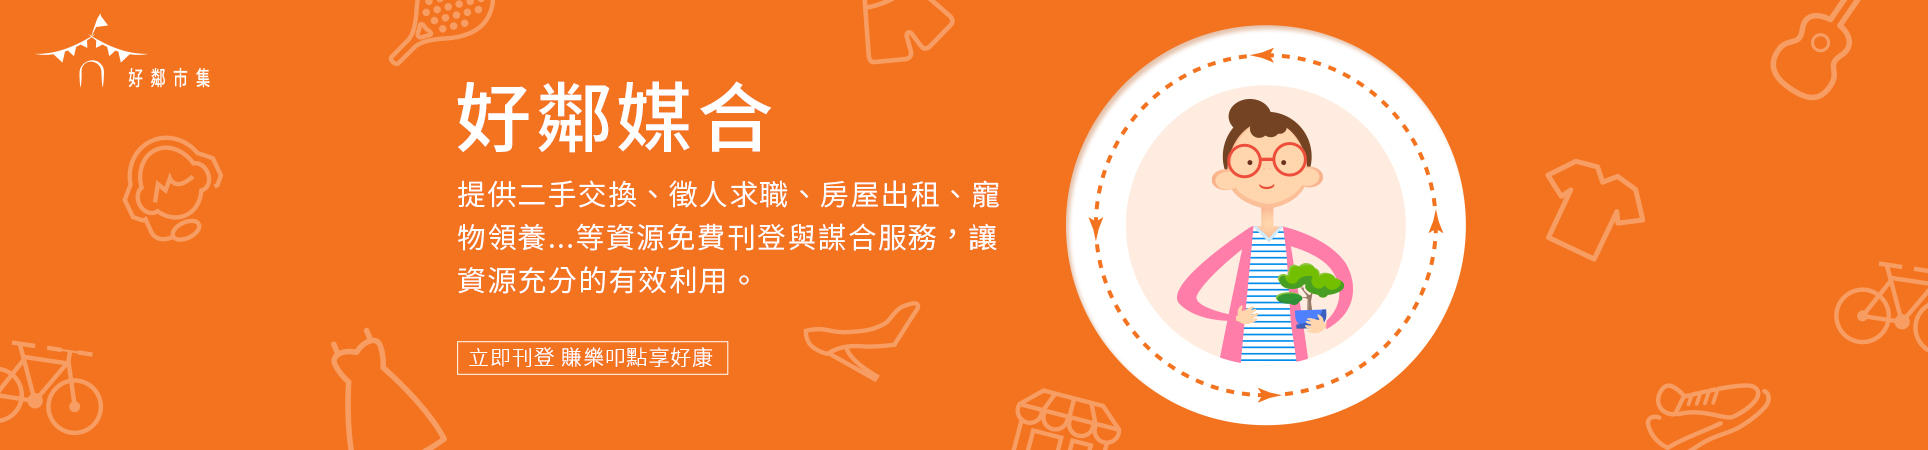 好鄰市集
好鄰媒合
提供二手交換、徵人求職、房屋出租、寵
物領養...等資源免費刊登與謀合服務，讓
資源充分的有效利用。
立即刊登 賺樂叩點享好康